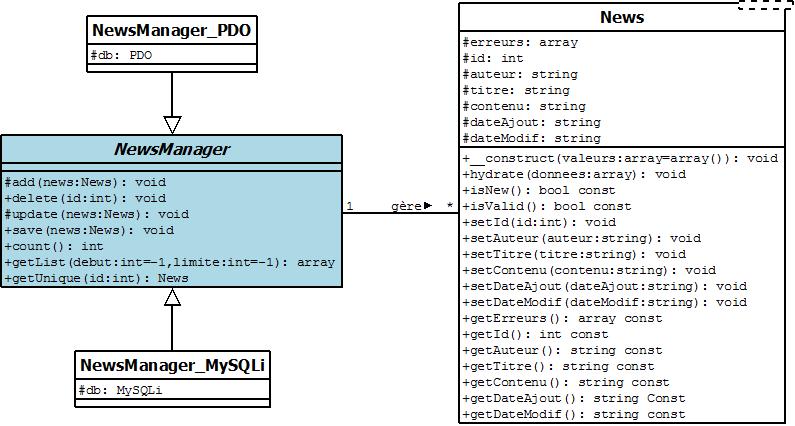 NewsManager_PDO
#db: PDO
NewsManager
#add(news:News): void
+delete(id:int): void
#update(news:News): void
+save(news:News): void
+count(): int
+getList(debut:int=-1,limite:int=-1): array
+getUnique(id:int): News
NewsManager_MySQLi
#db: MySQLi
1 gère *
News
#erreurs: array
#id: int
#auteur: string
#titre: string
#contenu: string
#dateAjout: string
#dateModif: string
+__construct(valeurs:array=array()): void
+hydrate(donnees:array): void
+isNew(): bool const
+isValid(): bool const
+setId(id:int): void
+setAuteur(auteur:string): void
+setTitre(titre:string): void
+setContenu(contenu:string): void
+setDateAjout(dateAjout:string): void
+setDateModif(dateModif:string): void
+getErreurs(): array const
+getId(): int const
+getAuteur(): string const
+getTitre(): string const
+getContenu(): string const
+getDateAjout(): string Const
+getDateModif(): string const